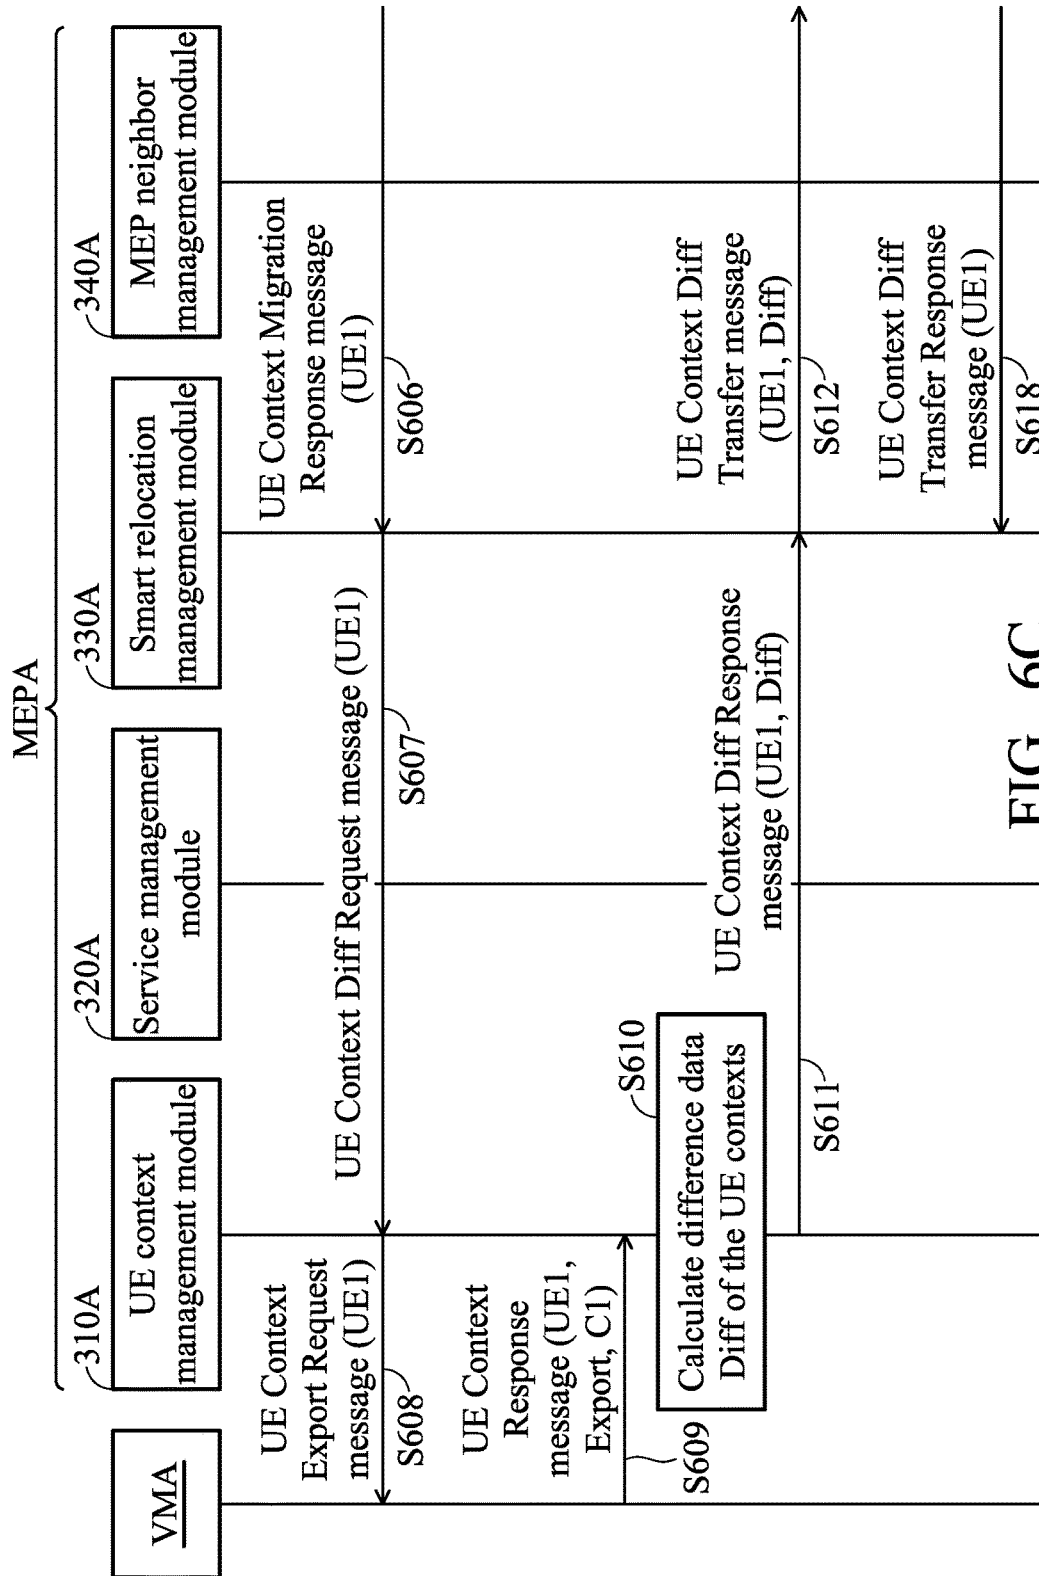 MEPA
VMA
310A
UE context
management module
320A
Service management
module
330A
Smart relocation
management module
340A
MEP neighbor
management module
UE Context Migration
Response message
(UE1)
S606
UE Context Diff Request message (UE1)
S607
UE Context
Export Request
message (UE1)
S608
UE Context
Response
message (UE1,
Export, C1)
S609
S610
Calculate difference data
Diff of the UE contexts
UE Context Diff Response
message (UE1, Diff)
S611
UE Context Diff
Transfer message
(UE1, Diff)
S612
UE Context Diff
Transfer Response
message (UE1)
S618
FIG. 6C